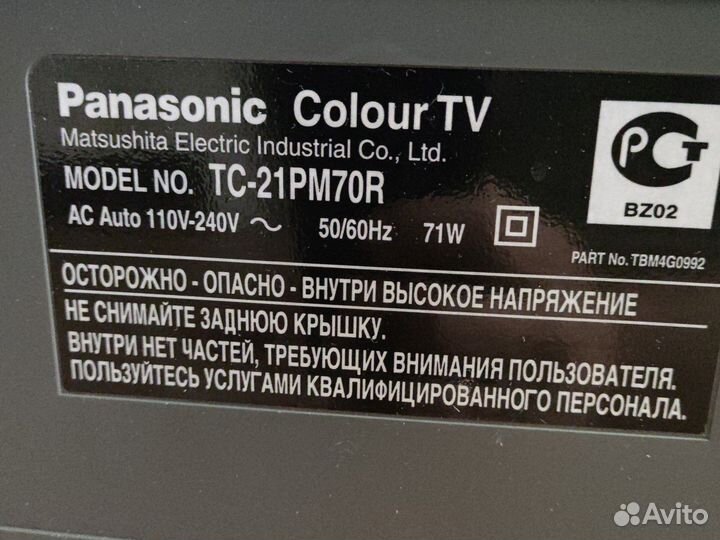 Panasonic Colour TV
Matsushita Electric Industrial Co., Ltd.
MODEL NO. TC-21PM70R
AC Auto 110V-240V ~ 50/60Hz 71W
РСТ
BZ02
PART No. TBM4G0992
ОСТОРОЖНО - ОПАСНО - ВНУТРИ ВЫСОКОЕ НАПРЯЖЕНИЕ
НЕ СНИМАЙТЕ ЗАДНЮЮ КРЫШКУ.
ВНУТРИ НЕТ ЧАСТЕЙ, ТРЕБУЮЩИХ ВНИМАНИЯ ПОЛЬЗОВАТЕЛЯ.
ПОЛЬЗУЙТЕСЬ УСЛУГАМИ КВАЛИФИЦИРОВАННОГО ПЕРСОНАЛА.
Avito